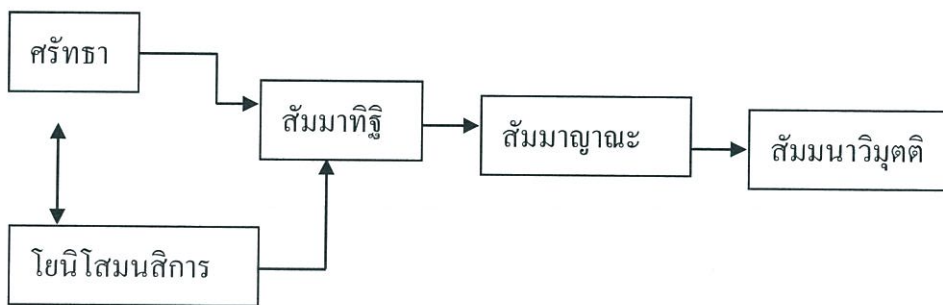 ศรัทธา
สัมมาทิฐิ
สัมมาญาณะ
สัมมนาวิมุตติ
โยนิโสมนสิการ